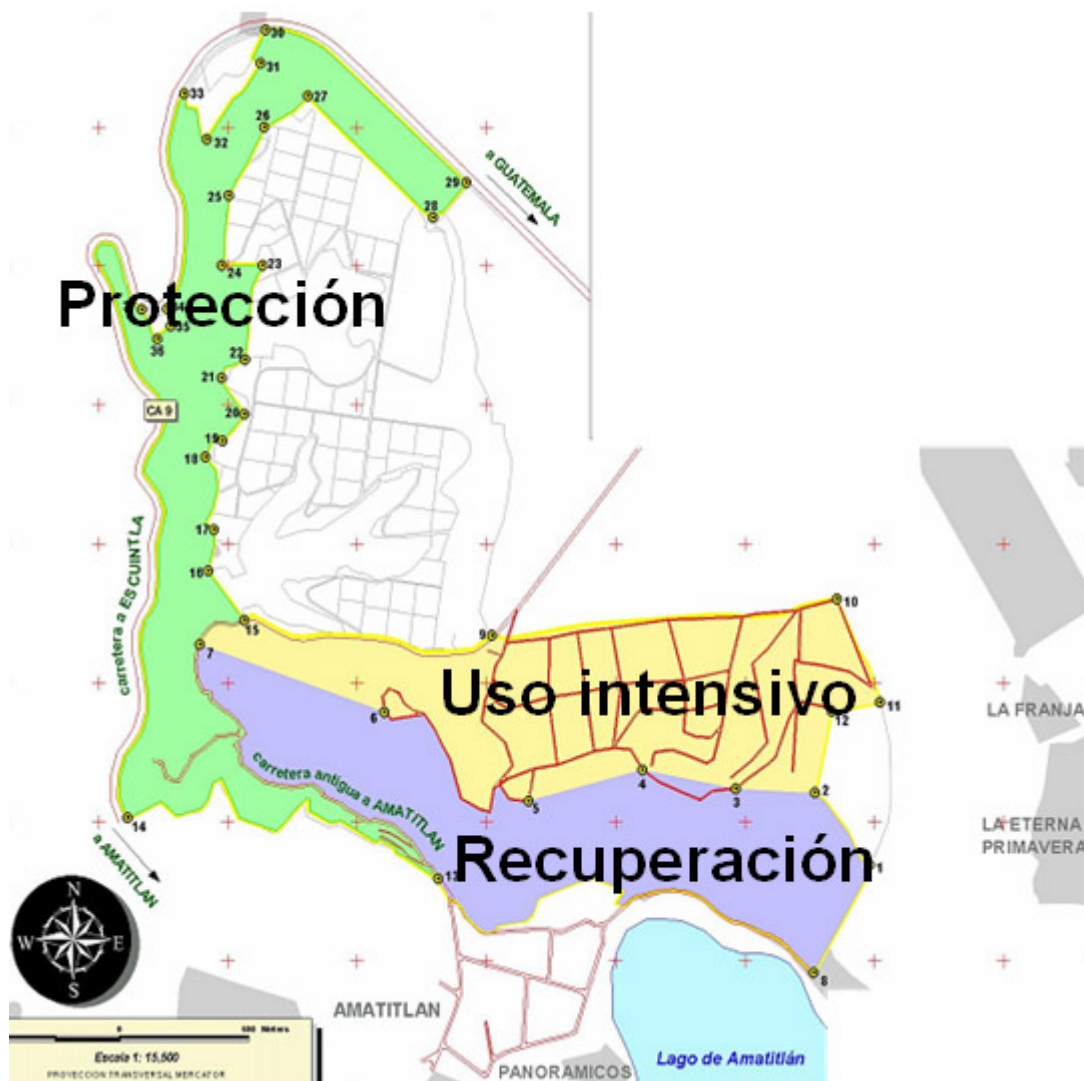 30
31
33
27
26
32
29
a GUATEMALA
25
28
24
23
Protección
34
35
36
22
21
CA 9
20
19
18
carretera a ESCUINTLA
17
16
10
15
9
7
Uso intensivo
11
LA FRANJA
6
12
carretera antigua a AMATITLAN
4
3
2
5
14
LA ETERNA
PRIMAVERA
a AMATITLAN
Recuperación
1
13
N
W
E
S
8
AMATITLAN
0
Escala 1: 15,500
PROYECCION TRANSVERSAL MERCATOR
Lago de Amatitlán
PANORAMICOS